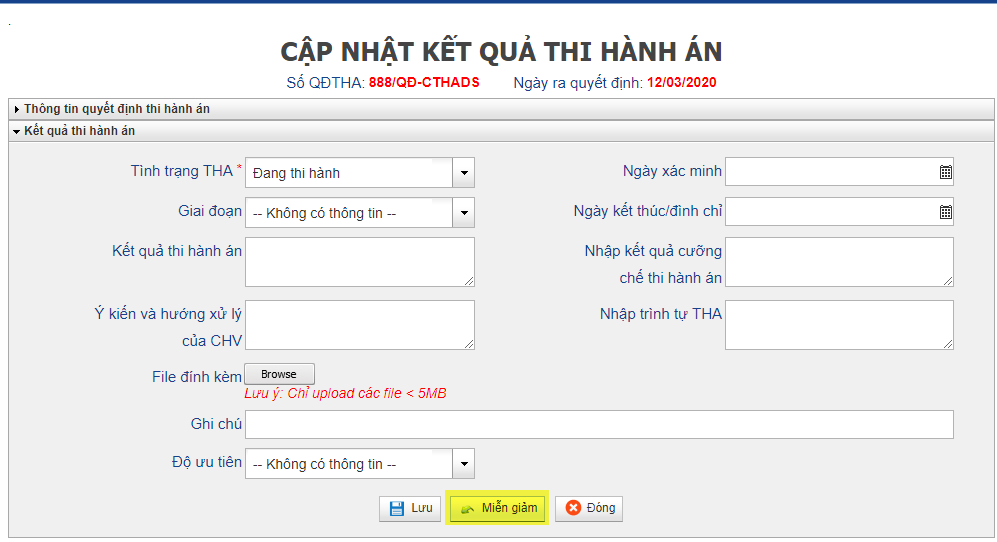 .
CẬP NHẬT KẾT QUẢ THI HÀNH ÁN
Số QĐTHA: 888/QĐ-CTHADS Ngày ra quyết định: 12/03/2020
Thông tin quyết định thi hành án
Kết quả thi hành án
Tình trạng THA * Đang thi hành Ngày xác minh
Giai đoạn -- Không có thông tin -- Ngày kết thúc/đình chỉ
Kết quả thi hành án Nhập kết quả cưỡng
chế thi hành án
Ý kiến và hướng xử lý Nhập trình tự THA
của CHV
File đính kèm Browse
Lưu ý: Chỉ upload các file < 5MB
Ghi chú
Độ ưu tiên -- Không có thông tin --
Lưu Miễn giảm Đóng